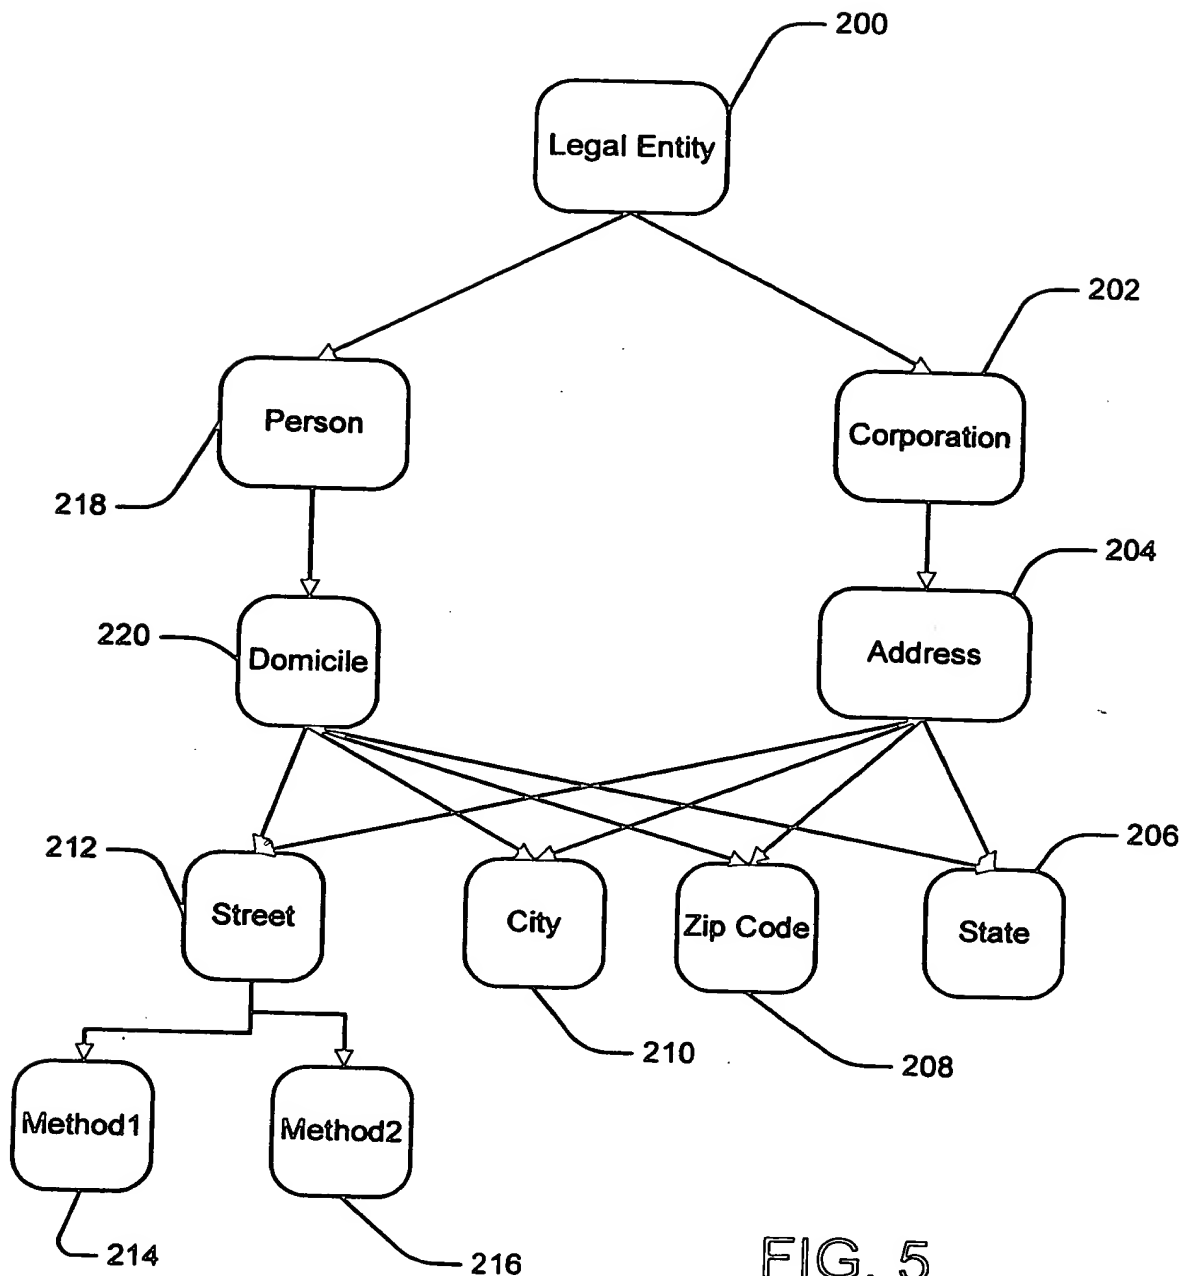 200
Legal Entity
202
Person
Corporation
218
204
220
Domicile
Address
212
206
Street
City
Zip Code
State
210
208
Method1
Method2
214
216
FIG. 5